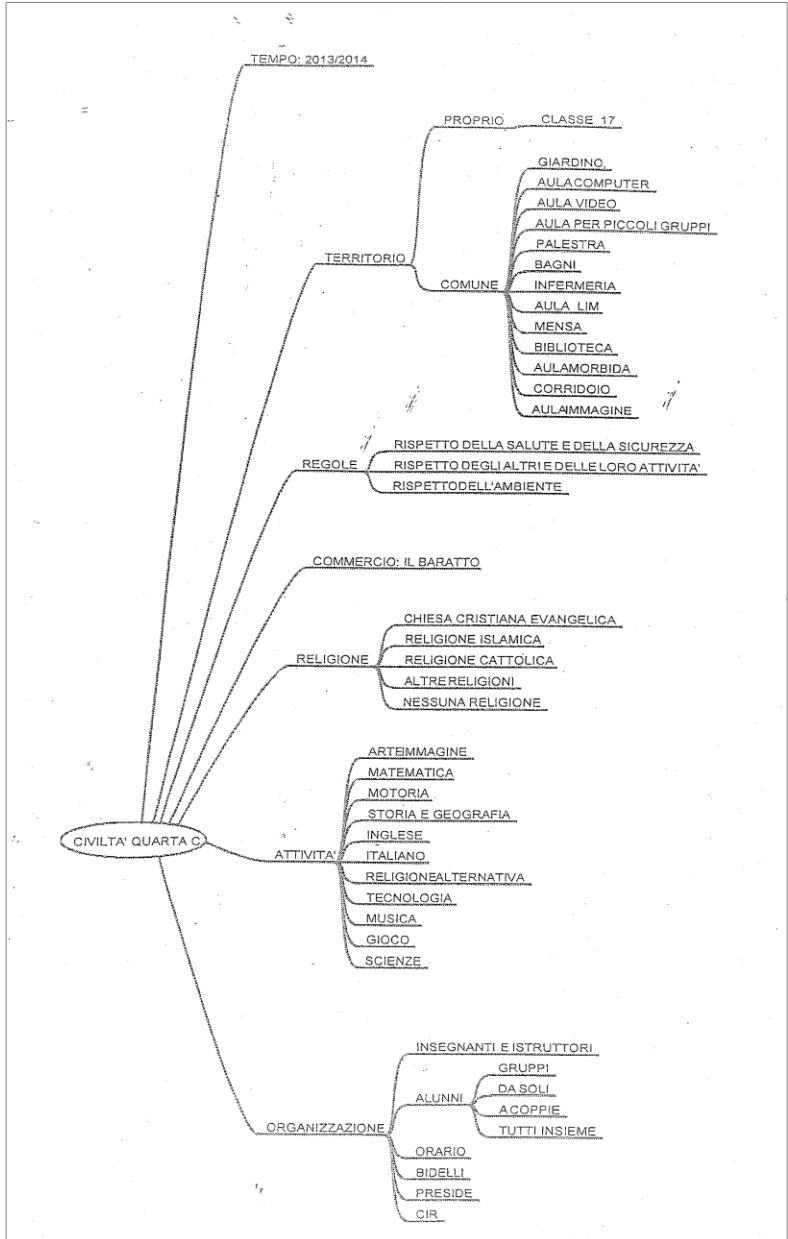 TEMPO: 2013/2014
PROPRIO
CLASSE 17
GIARDINO,
AULA COMPUTER
AULA VIDEO
AULA PER PICCOLI GRUPPI
PALESTRA
TERRITORIO
BAGNI
COMUNE
INFERMERIA
AULA LIM
MENSA
BIBLIOTECA
AULAMORBIDA
CORRIDOIO
AULAIMMAGINE
RISPETTO DELLA SALUTE E DELLA SICUREZZA
REGOLE
RISPETTO DEGLI ALTRI E DELLE LORO ATTIVITA'
RISPETTODELL'AMBIENTE
COMMERCIO: IL BARATTO
CHIESA CRISTIANA EVANGELICA
RELIGIONE ISLAMICA
RELIGIONE
RELIGIONE CATTOLICA
ALTRE RELIGIONI
NESSUNA RELIGIONE
ARTEIMMAGINE
MATEMATICA
MOTORIA
STORIA E GEOGRAFIA
CIVILTA' QUARTA C
INGLESE
ATTIVITA'
ITALIANO
RELIGIONEALTERNATIVA
TECNOLOGIA
MUSICA
GIOCO
SCIENZE
INSEGNANTI E ISTRUTTORI
GRUPPI
DA SOLI
ALUNNI
A COPPIE
ORGANIZZAZIONE
TUTTI INSIEME
ORARIO
BIDELLI
PRESIDE
CIR